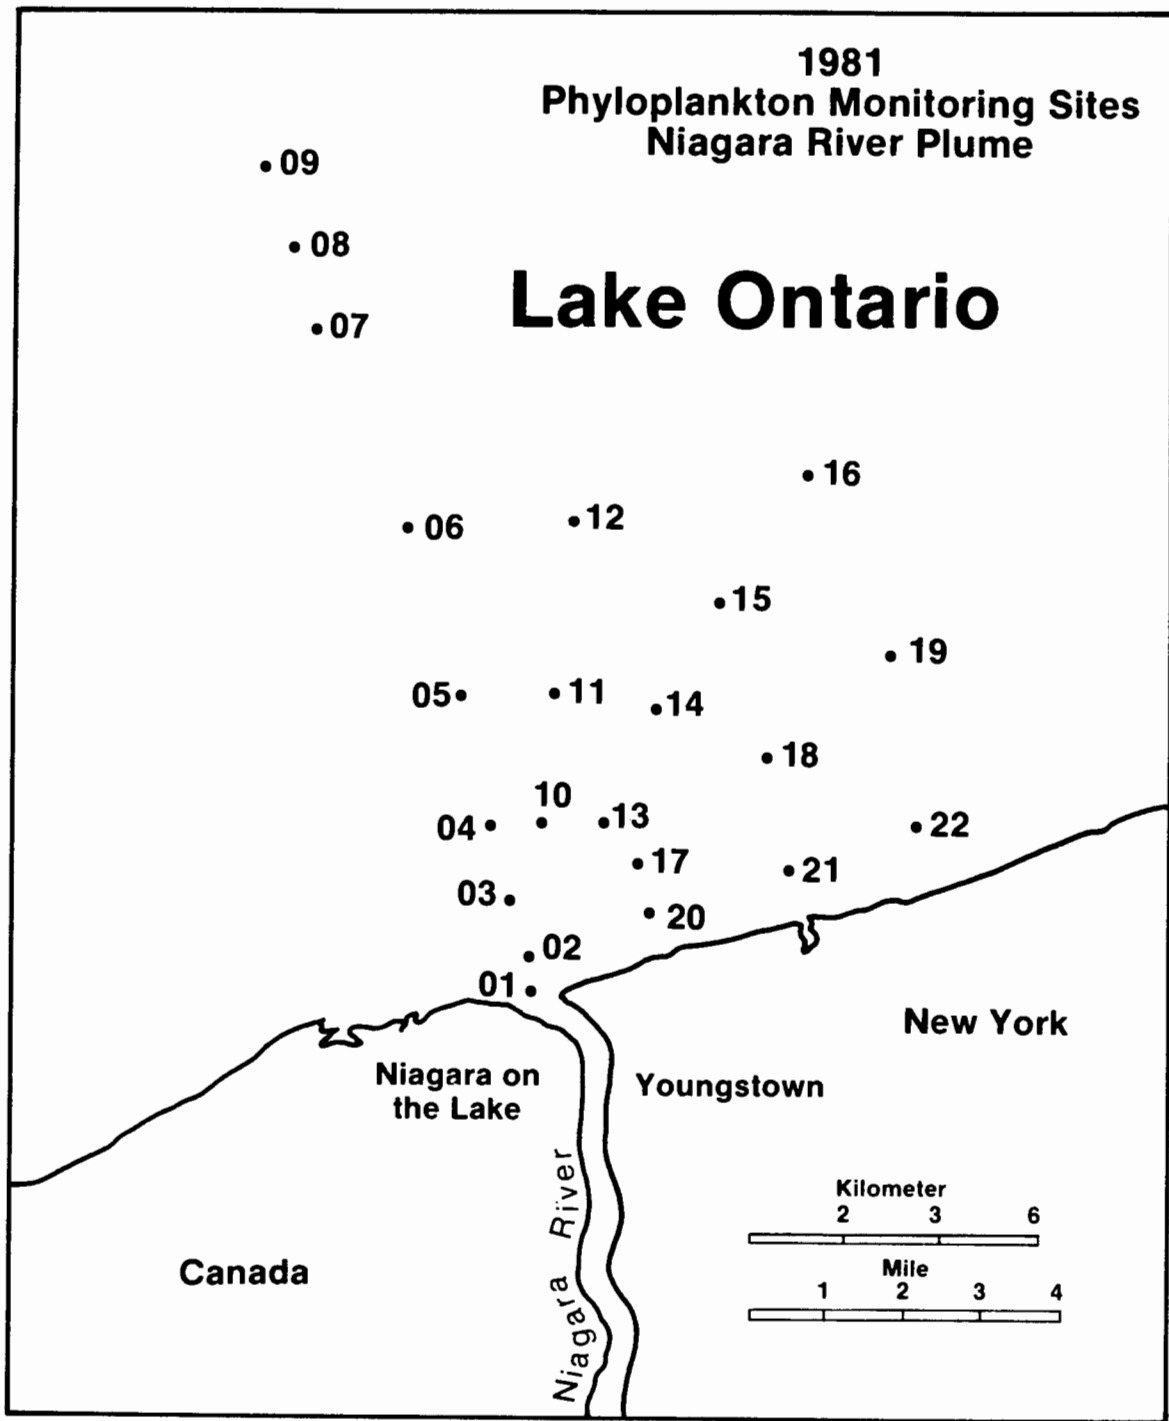 1981
Phyloplankton Monitoring Sites
Niagara River Plume
09
08
07
Lake Ontario
16
06
12
15
19
05
11
14
18
10
04
13
22
17
21
03
20
02
01
New York
Niagara on
the Lake
Youngstown
Niagara River
Canada
Kilometer
2 3 6
Mile
1 2 3 4